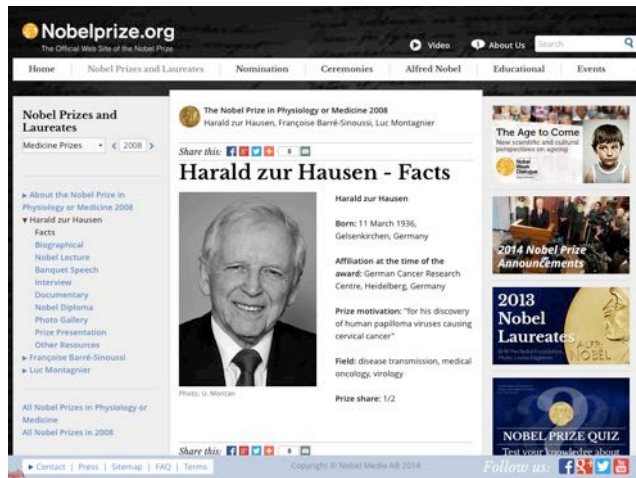 Nobelprize.org
The Official Web Site of the Nobel Prize
Video
About Us
Search
Home
Nobel Prizes and Laureates
Nomination
Ceremonies
Alfred Nobel
Educational
Events
Nobel Prizes and
Laureates
Medicine Prizes
< 2008 >
About the Nobel Prize in
Physiology or Medicine 2008
Harald zur Hausen
Facts
Biographical
Nobel Lecture
Banquet Speech
Interview
Documentary
Nobel Diploma
Photo Gallery
Prize Presentation
Other Resources
Françoise Barré-Sinoussi
Luc Montagnier
All Nobel Prizes in Physiology or
Medicine
All Nobel Prizes in 2008
The Nobel Prize in Physiology or Medicine 2008
Harald zur Hausen, Françoise Barré-Sinoussi, Luc Montagnier
Share this: 8
Harald zur Hausen - Facts
Photo: U. Montan
Harald zur Hausen
Born: 11 March 1936,
Gelsenkirchen, Germany
Affiliation at the time of the
award: German Cancer Research
Centre, Heidelberg, Germany
Prize motivation: "for his discovery
of human papilloma viruses causing
cervical cancer"
Field: disease transmission, medical
oncology, virology
Prize share: 1/2
Share this: 8
The Age to Come
New scientific and cultural
perspectives on ageing
Nobel
Week
Dialogue
2014 Nobel Prize
Announcements
2013
Nobel
Laureates
ALFR.
NOBEL
NOBEL PRIZE QUIZ
Test your knowledge about
Contact | Press | Sitemap | FAQ | Terms
Copyright © Nobel Media AB 2014
Follow us: